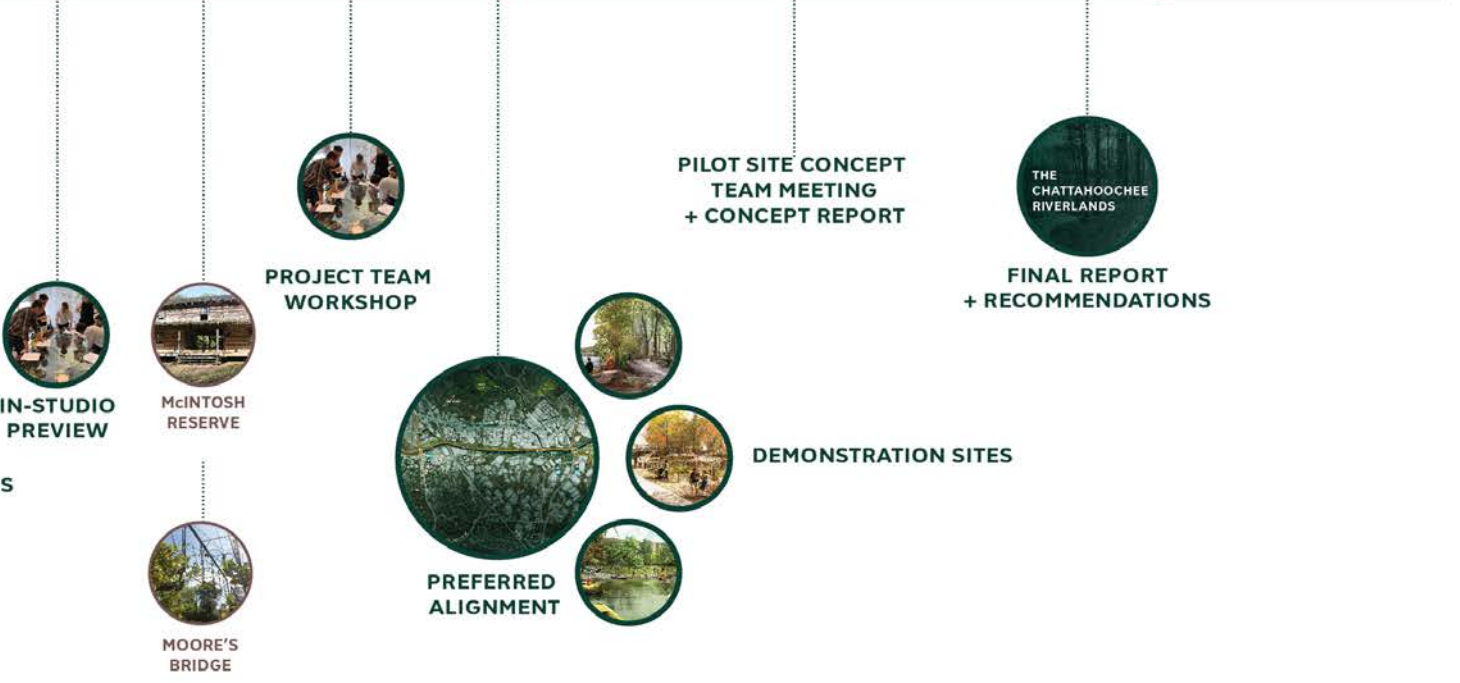 IN-STUDIO
PREVIEW
S
McINTOSH
RESERVE
MOORE'S
BRIDGE
PROJECT TEAM
WORKSHOP
PREFERRED
ALIGNMENT
DEMONSTRATION SITES
PILOT SITE CONCEPT
TEAM MEETING
+ CONCEPT REPORT
THE
CHATTAHOOCHEE
RIVERLANDS
FINAL REPORT
+ RECOMMENDATIONS